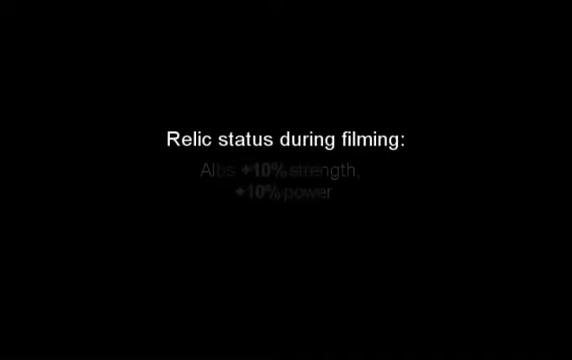 Relic status during filming:
Albs +10% strength,
+10% power